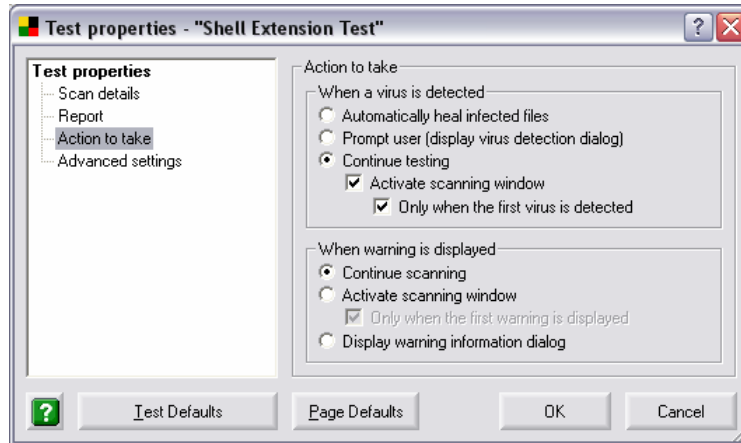 Test properties - "Shell Extension Test"
?
Test properties
Scan details
Report
Action to take
Advanced settings
Action to take
When a virus is detected
Automatically heal infected files
Prompt user (display virus detection dialog)
Continue testing
Activate scanning window
Only when the first virus is detected
When warning is displayed
Continue scanning
Activate scanning window
Only when the first warning is displayed
Display warning information dialog
?
Test Defaults
Page Defaults
OK
Cancel